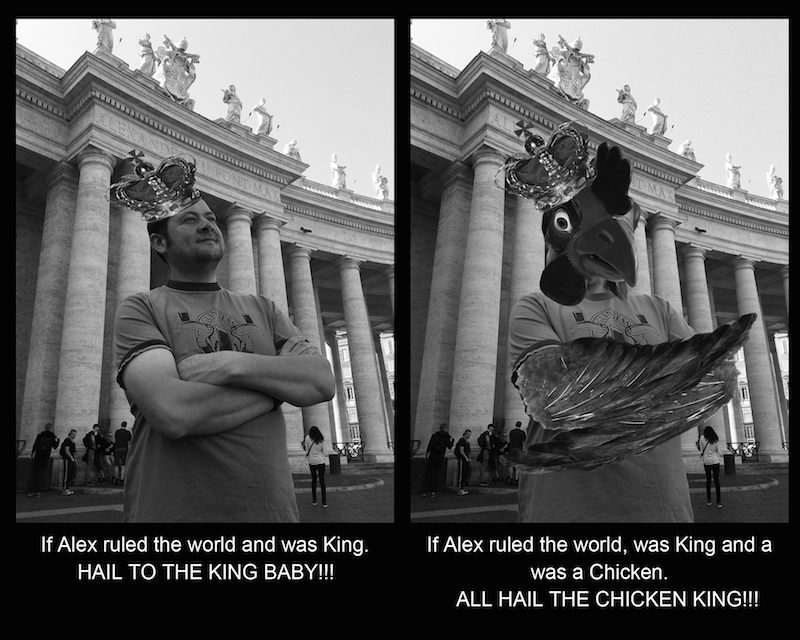 If Alex ruled the world and was King.
HAIL TO THE KING BABY!!!
If Alex ruled the world, was King and a
was a Chicken.
ALL HAIL THE CHICKEN KING!!!